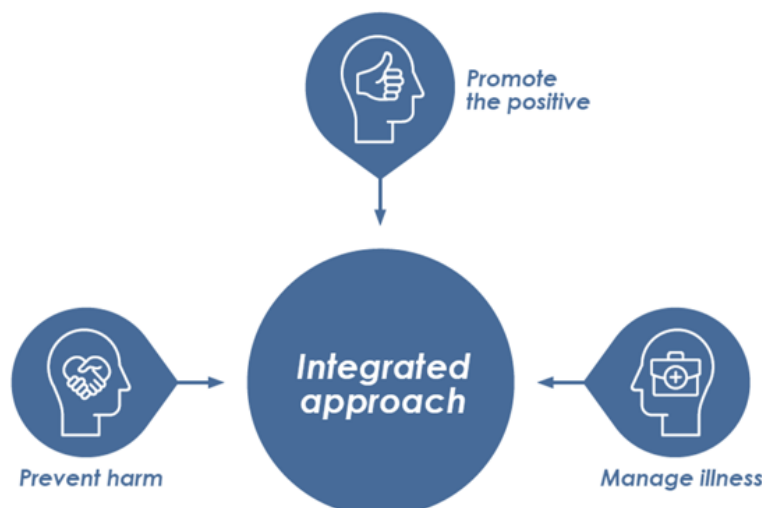 Promote
the positive
Integrated
approach
Prevent harm
Manage illness